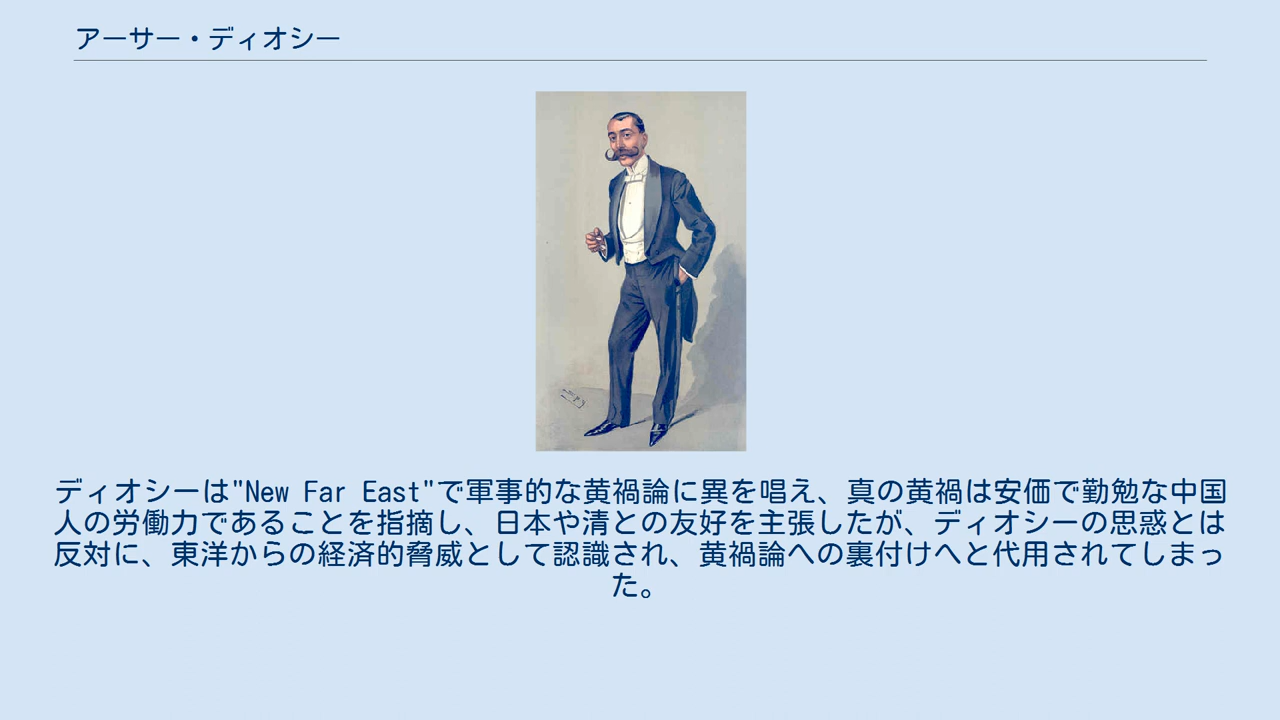 アーサー・ディオシー
ディオシーは"New Far East"で軍事的な黄禍論に異を唱え、真の黄禍は安価で勤勉な中国
人の労働力であることを指摘し、日本や清との友好を主張したが、ディオシーの思惑とは
反対に、東洋からの経済的脅威として認識され、黄禍論への裏付けへと代用されてしまっ
た。